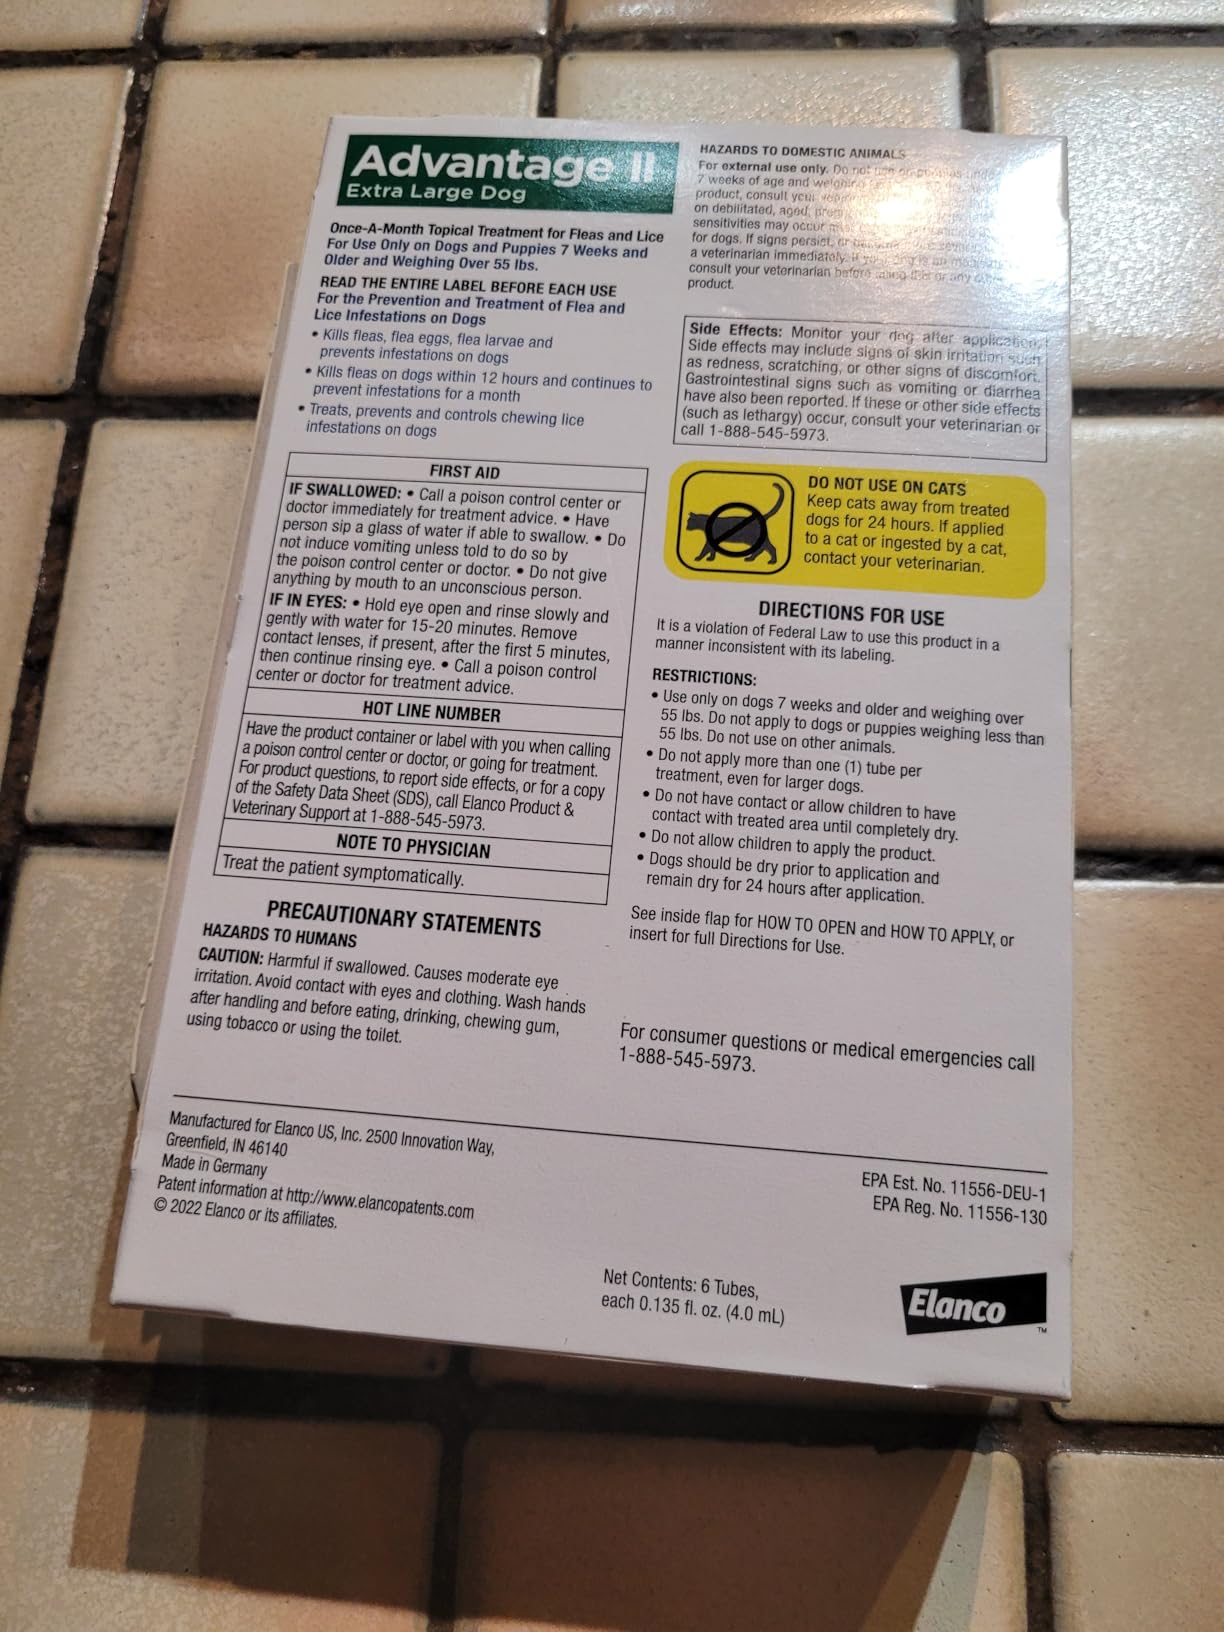 Advantage II
Extra Large Dog
Once-A-Month Topical Treatment for Fleas and Lice
For Use Only on Dogs and Puppies 7 Weeks and
Older and Weighing Over 55 lbs.
READ THE ENTIRE LABEL BEFORE EACH USE
For the Prevention and Treatment of Flea and
Lice Infestations on Dogs
• Kills fleas, flea eggs, flea larvae and
prevents infestations on dogs
• Kills fleas on dogs within 12 hours and continues to
prevent infestations for a month
• Treats, prevents and controls chewing lice
infestations on dogs
FIRST AID
IF SWALLOWED: • Call a poison control center or
doctor immediately for treatment advice. • Have
person sip a glass of water if able to swallow. • Do
not induce vomiting unless told to do so by
the poison control center or doctor. • Do not give
anything by mouth to an unconscious person.
IF IN EYES: • Hold eye open and rinse slowly and
gently with water for 15-20 minutes. Remove
contact lenses, if present, after the first 5 minutes,
then continue rinsing eye. • Call a poison control
center or doctor for treatment advice.
HOT LINE NUMBER
Have the product container or label with you when calling
a poison control center or doctor, or going for treatment.
For product questions, to report side effects, or for a copy
of the Safety Data Sheet (SDS), call Elanco Product &
Veterinary Support at 1-888-545-5973.
NOTE TO PHYSICIAN
Treat the patient symptomatically.
PRECAUTIONARY STATEMENTS
HAZARDS TO HUMANS
CAUTION: Harmful if swallowed. Causes moderate eye
irritation. Avoid contact with eyes and clothing. Wash hands
after handling and before eating, drinking, chewing gum,
using tobacco or using the toilet.
HAZARDS TO DOMESTIC ANIMALS
For external use only. Do not use on
7 weeks of age and weighing
product, consult your
on debilitated, aged,
sensitivities may occur
for dogs. If signs persist, or
a veterinarian immediately. If your dog is on
consult your veterinarian before using this or any
product.
Side Effects: Monitor your dog after application.
Side effects may include signs of skin irritation such
as redness, scratching, or other signs of discomfort.
Gastrointestinal signs such as vomiting or diarrhea
have also been reported. If these or other side effects
(such as lethargy) occur, consult your veterinarian or
call 1-888-545-5973.
DO NOT USE ON CATS
Keep cats away from treated
dogs for 24 hours. If applied
to a cat or ingested by a cat,
contact your veterinarian.
DIRECTIONS FOR USE
It is a violation of Federal Law to use this product in a
manner inconsistent with its labeling.
RESTRICTIONS:
• Use only on dogs 7 weeks and older and weighing over
55 lbs. Do not apply to dogs or puppies weighing less than
55 lbs. Do not use on other animals.
• Do not apply more than one (1) tube per
treatment, even for larger dogs.
• Do not have contact or allow children to have
contact with treated area until completely dry.
• Do not allow children to apply the product.
• Dogs should be dry prior to application and
remain dry for 24 hours after application.
See inside flap for HOW TO OPEN and HOW TO APPLY, or
insert for full Directions for Use.
For consumer questions or medical emergencies call
1-888-545-5973.
Manufactured for Elanco US, Inc. 2500 Innovation Way,
Greenfield, IN 46140
Made in Germany
Patent information at http://www.elancopatents.com
© 2022 Elanco or its affiliates.
EPA Est. No. 11556-DEU-1
EPA Reg. No. 11556-130
Net Contents: 6 Tubes,
each 0.135 fl. oz. (4.0 mL)
Elanco
TM